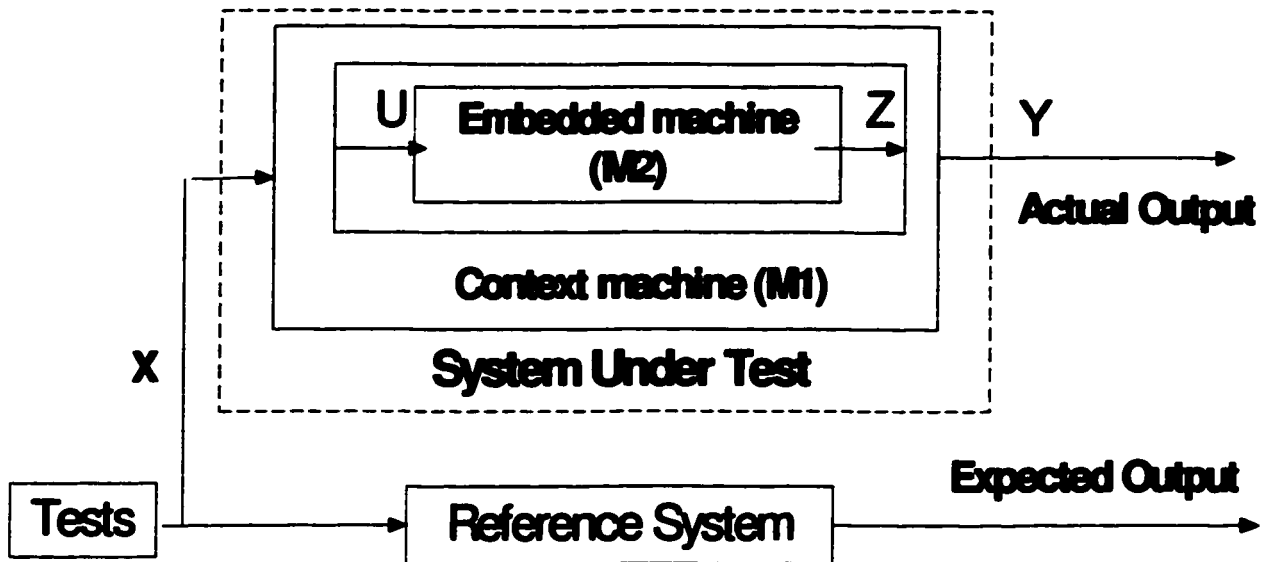 U
Embedded machine
(M2)
Z
Y
Actual Output
Context machine (M1)
X
System Under Test
Expected Output
Tests
Reference System